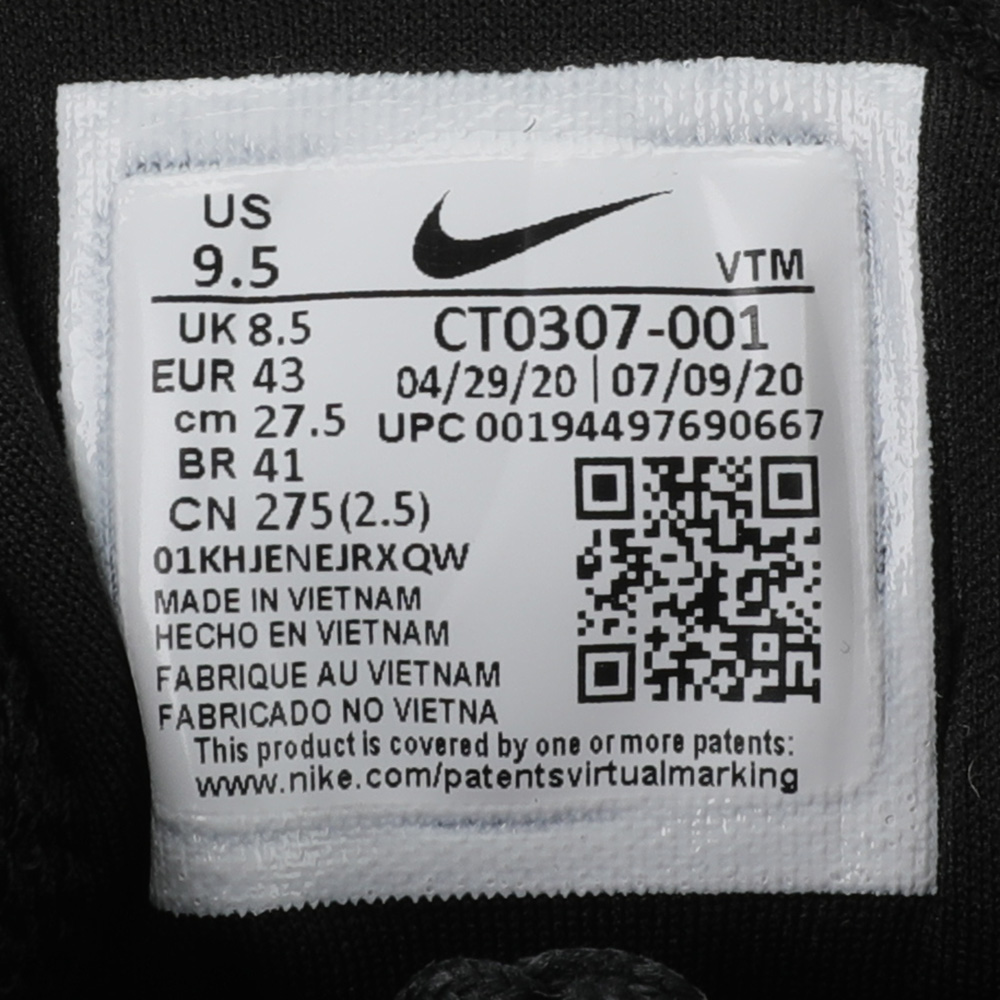 US
9.5
VTM
UK 8.5
CT0307-001
EUR 43
04/29/20 | 07/09/20
cm 27.5
UPC 00194497690667
BR 41
CN 275(2.5)
01KHJENEJRXQW
MADE IN VIETNAM
HECHO EN VIETNAM
FABRIQUE AU VIETNAM
FABRICADO NO VIETNA
This product is covered by one or more patents:
www.nike.com/patentsvirtualmarking